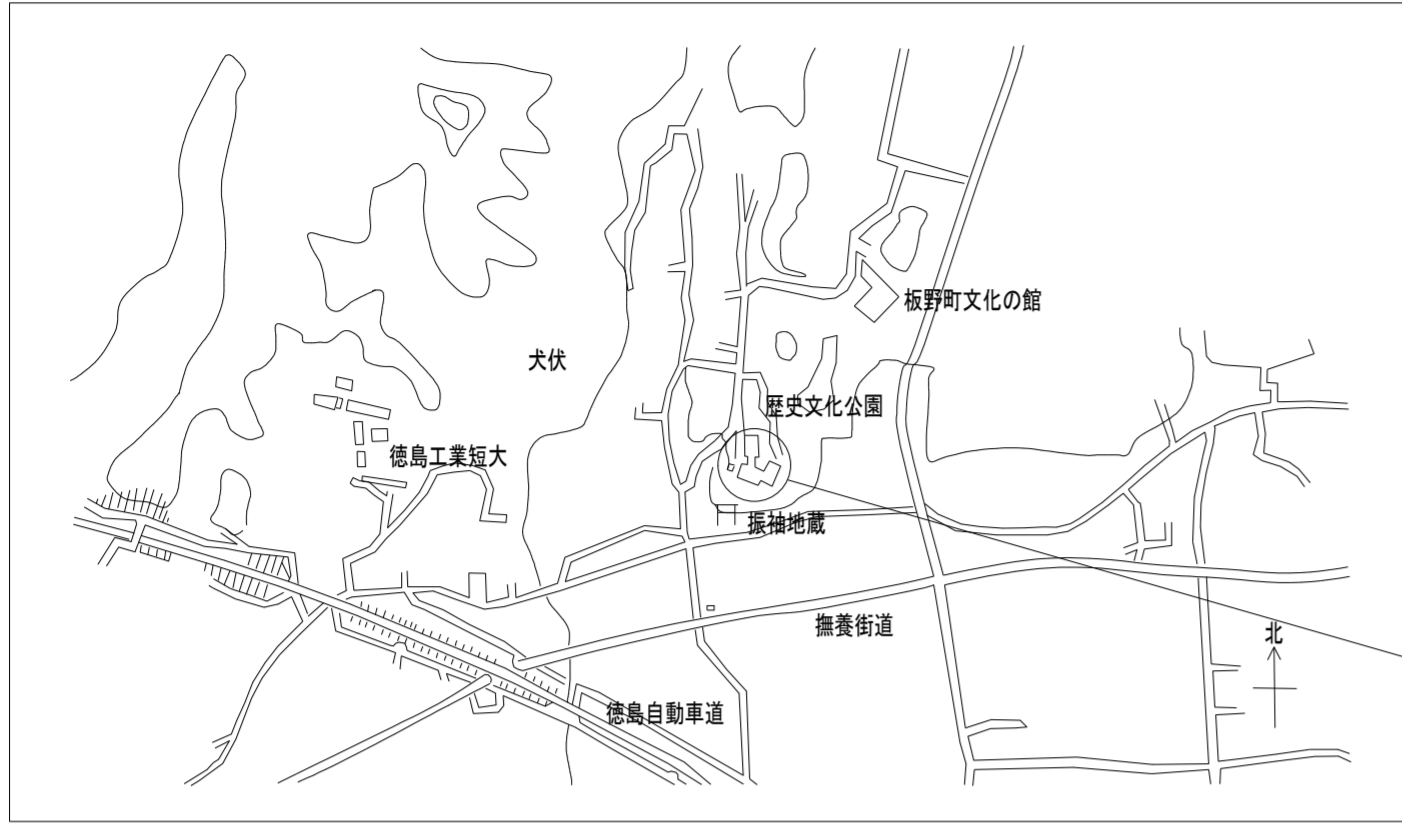 板野町文化の館
犬伏
歴史文化公園
徳島工業短大
振袖地蔵
撫養街道
北
徳島自動車道